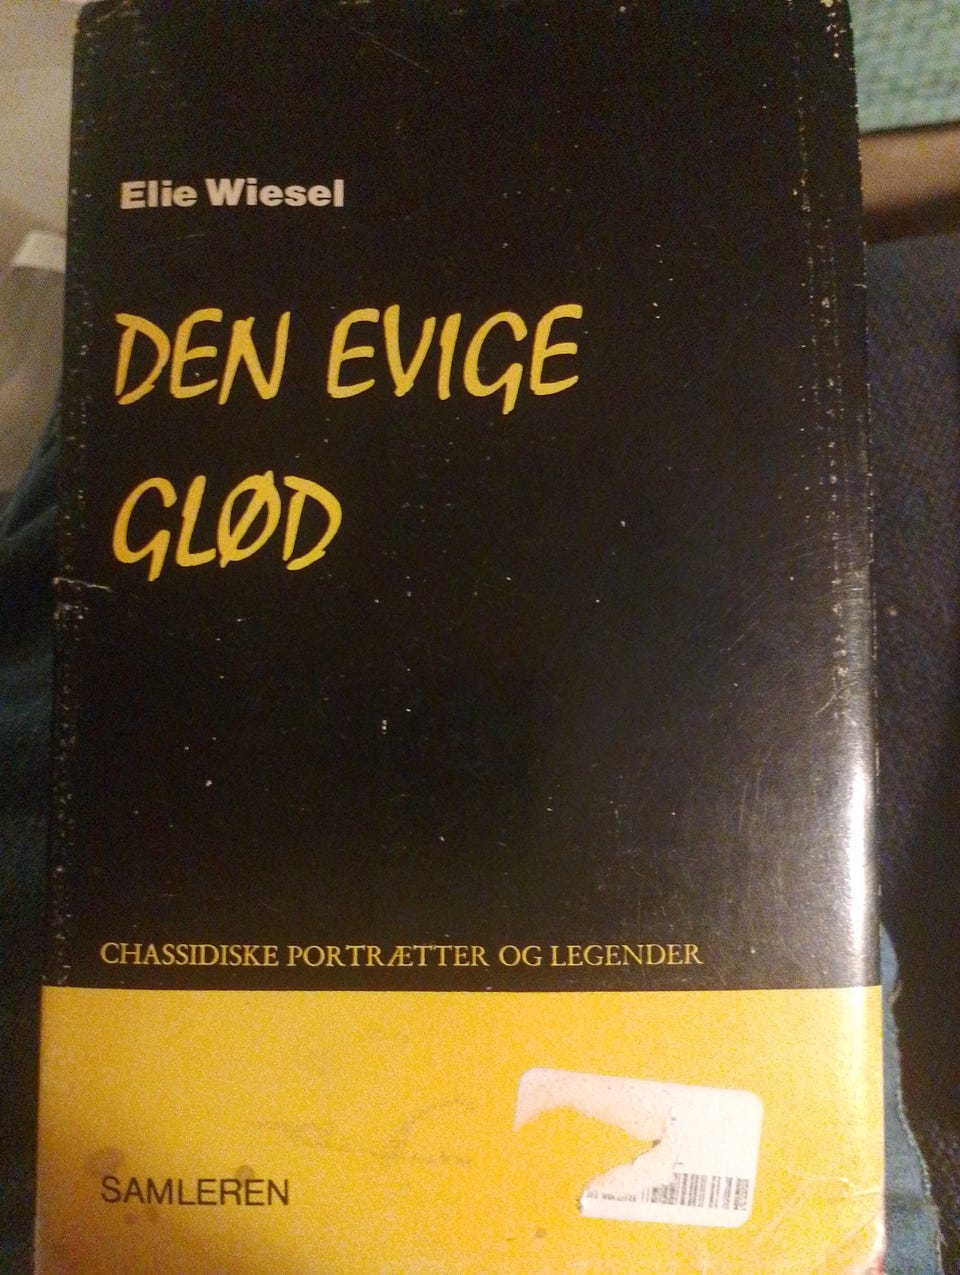 Elie Wiesel
DEN EVIGE
GLØD
CHASSIDISKE PORTRÆTTER OG LEGENDER
SAMLEREN